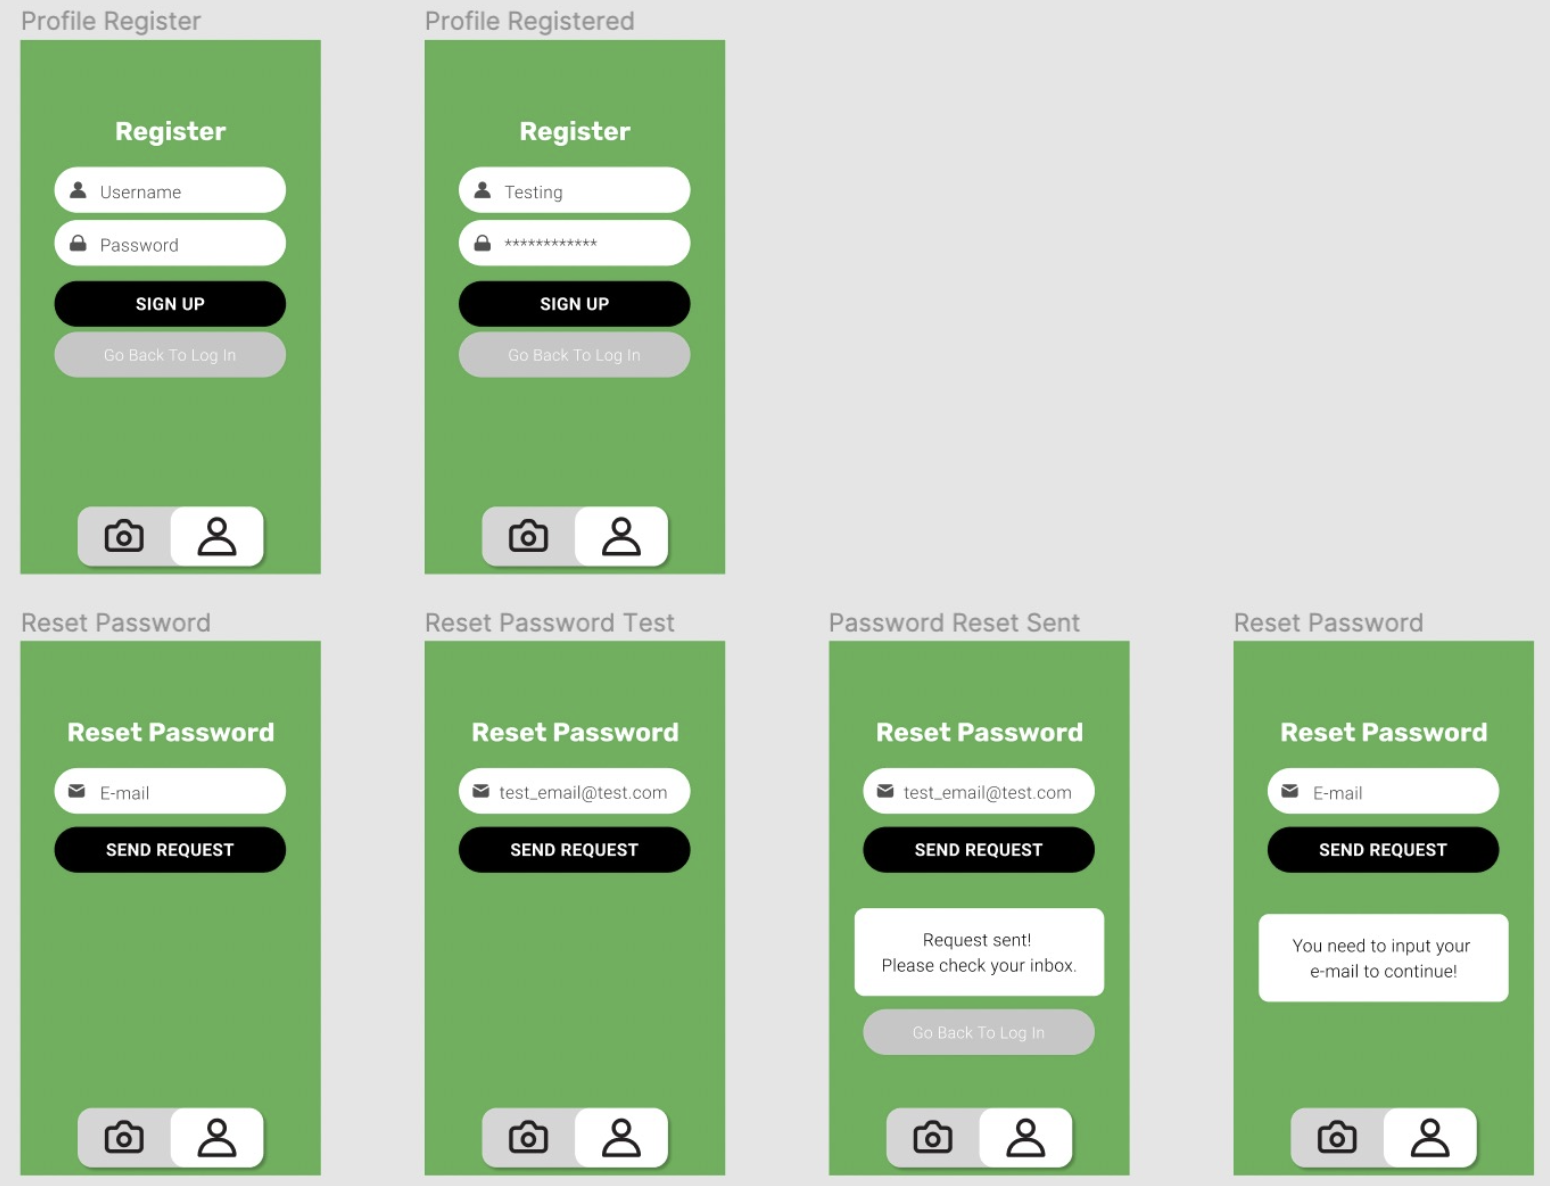 Profile Register
Register
Username
Password
SIGN UP
Go Back To Log In
Profile Registered
Register
Testing
************
SIGN UP
Go Back To Log In
Reset Password
Reset Password
E-mail
SEND REQUEST
Reset Password Test
Reset Password
test_email@test.com
SEND REQUEST
Password Reset Sent
Reset Password
test_email@test.com
SEND REQUEST
Request sent!
Please check your inbox.
Go Back To Log In
Reset Password
Reset Password
E-mail
SEND REQUEST
You need to input your
e-mail to continue!